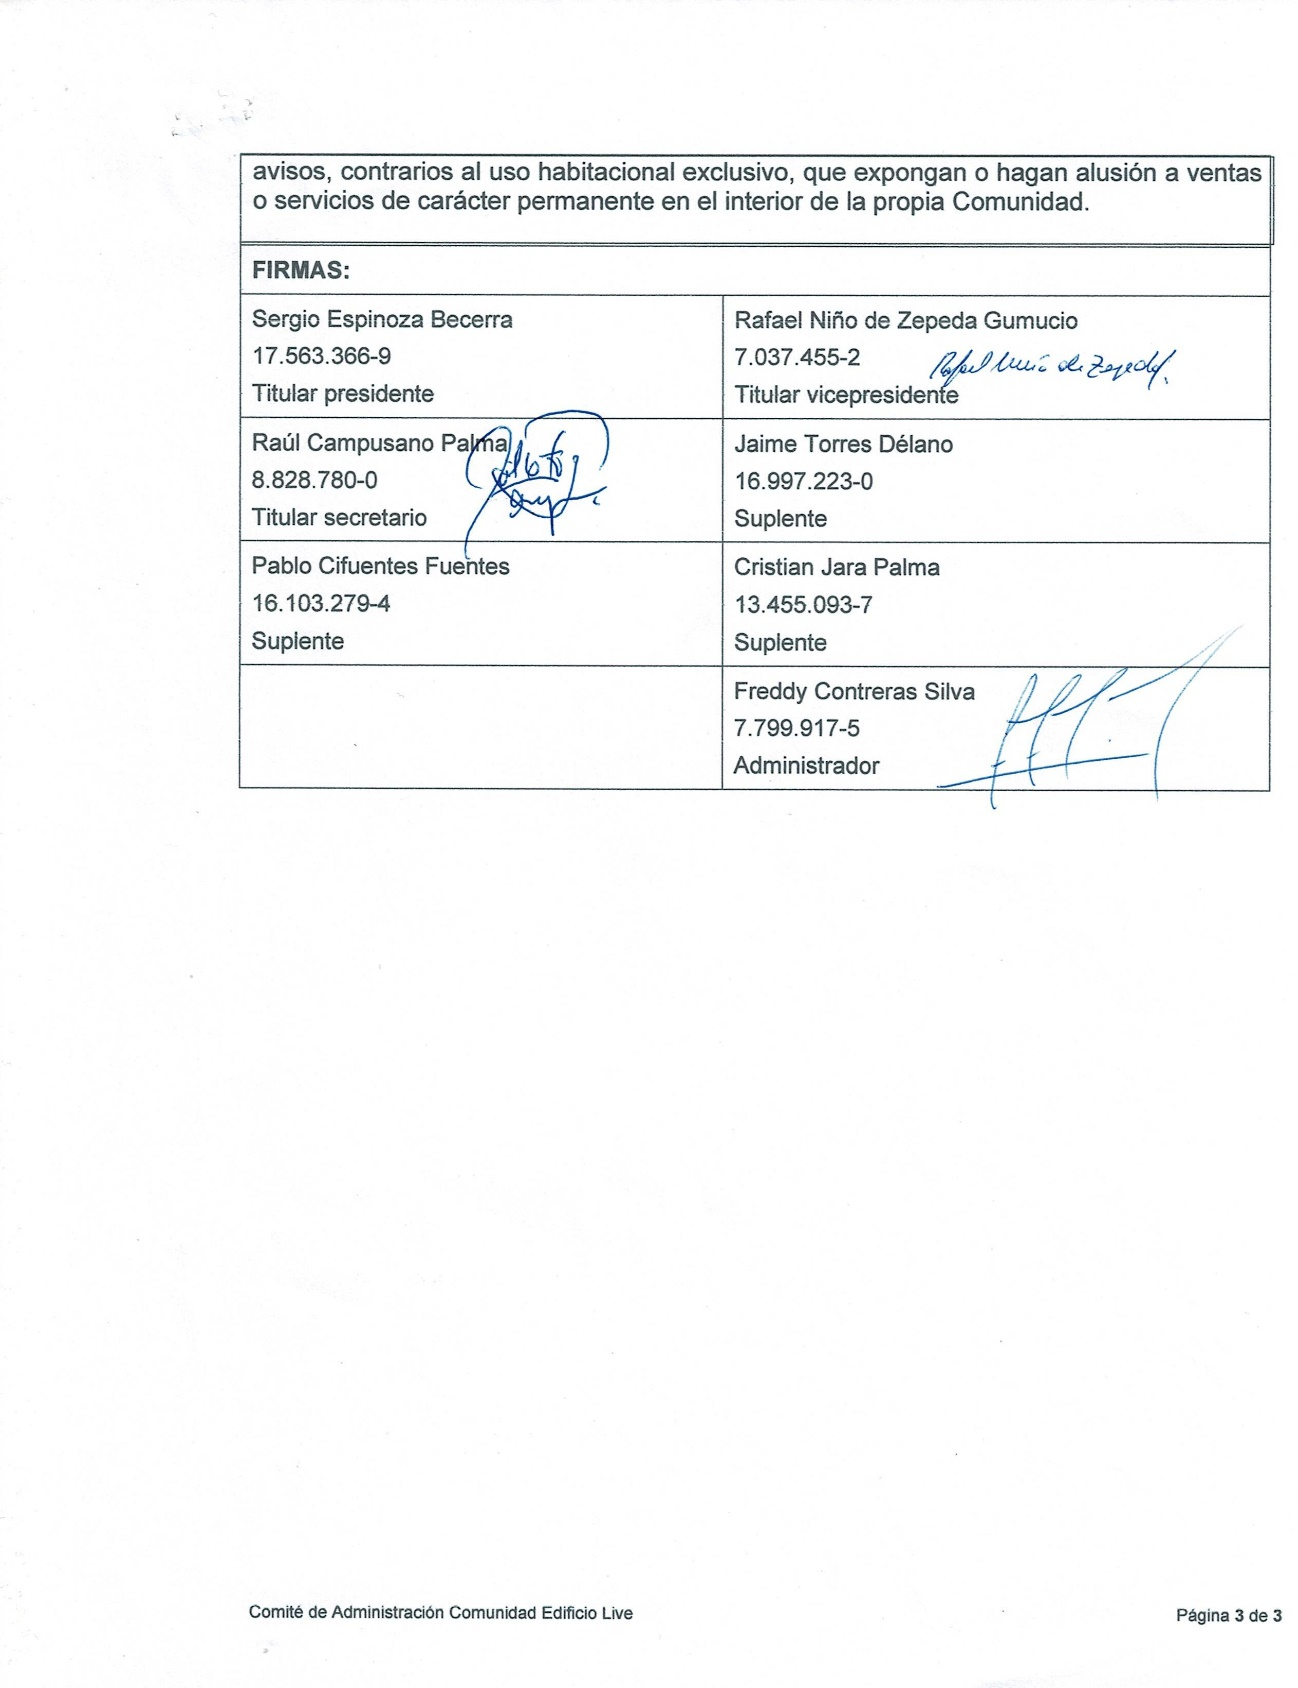 avisos, contrarios al uso habitacional exclusivo, que expongan o hagan alusión a ventas
o servicios de carácter permanente en el interior de la propia Comunidad.
FIRMAS:
Sergio Espinoza Becerra
17.563.366-9
Titular presidente
Rafael Niño de Zepeda Gumucio
7.037.455-2
Rafael Niño de Zepeda.
Titular vicepresidente
Raúl Campusano Palma
8.828.780-0
Titular secretario
Jaime Torres Délano
16.997.223-0
Suplente
Pablo Cifuentes Fuentes
16.103.279-4
Suplente
Cristian Jara Palma
13.455.093-7
Suplente
Freddy Contreras Silva
7.799.917-5
Administrador
Comité de Administración Comunidad Edificio Live
Página 3 de 3